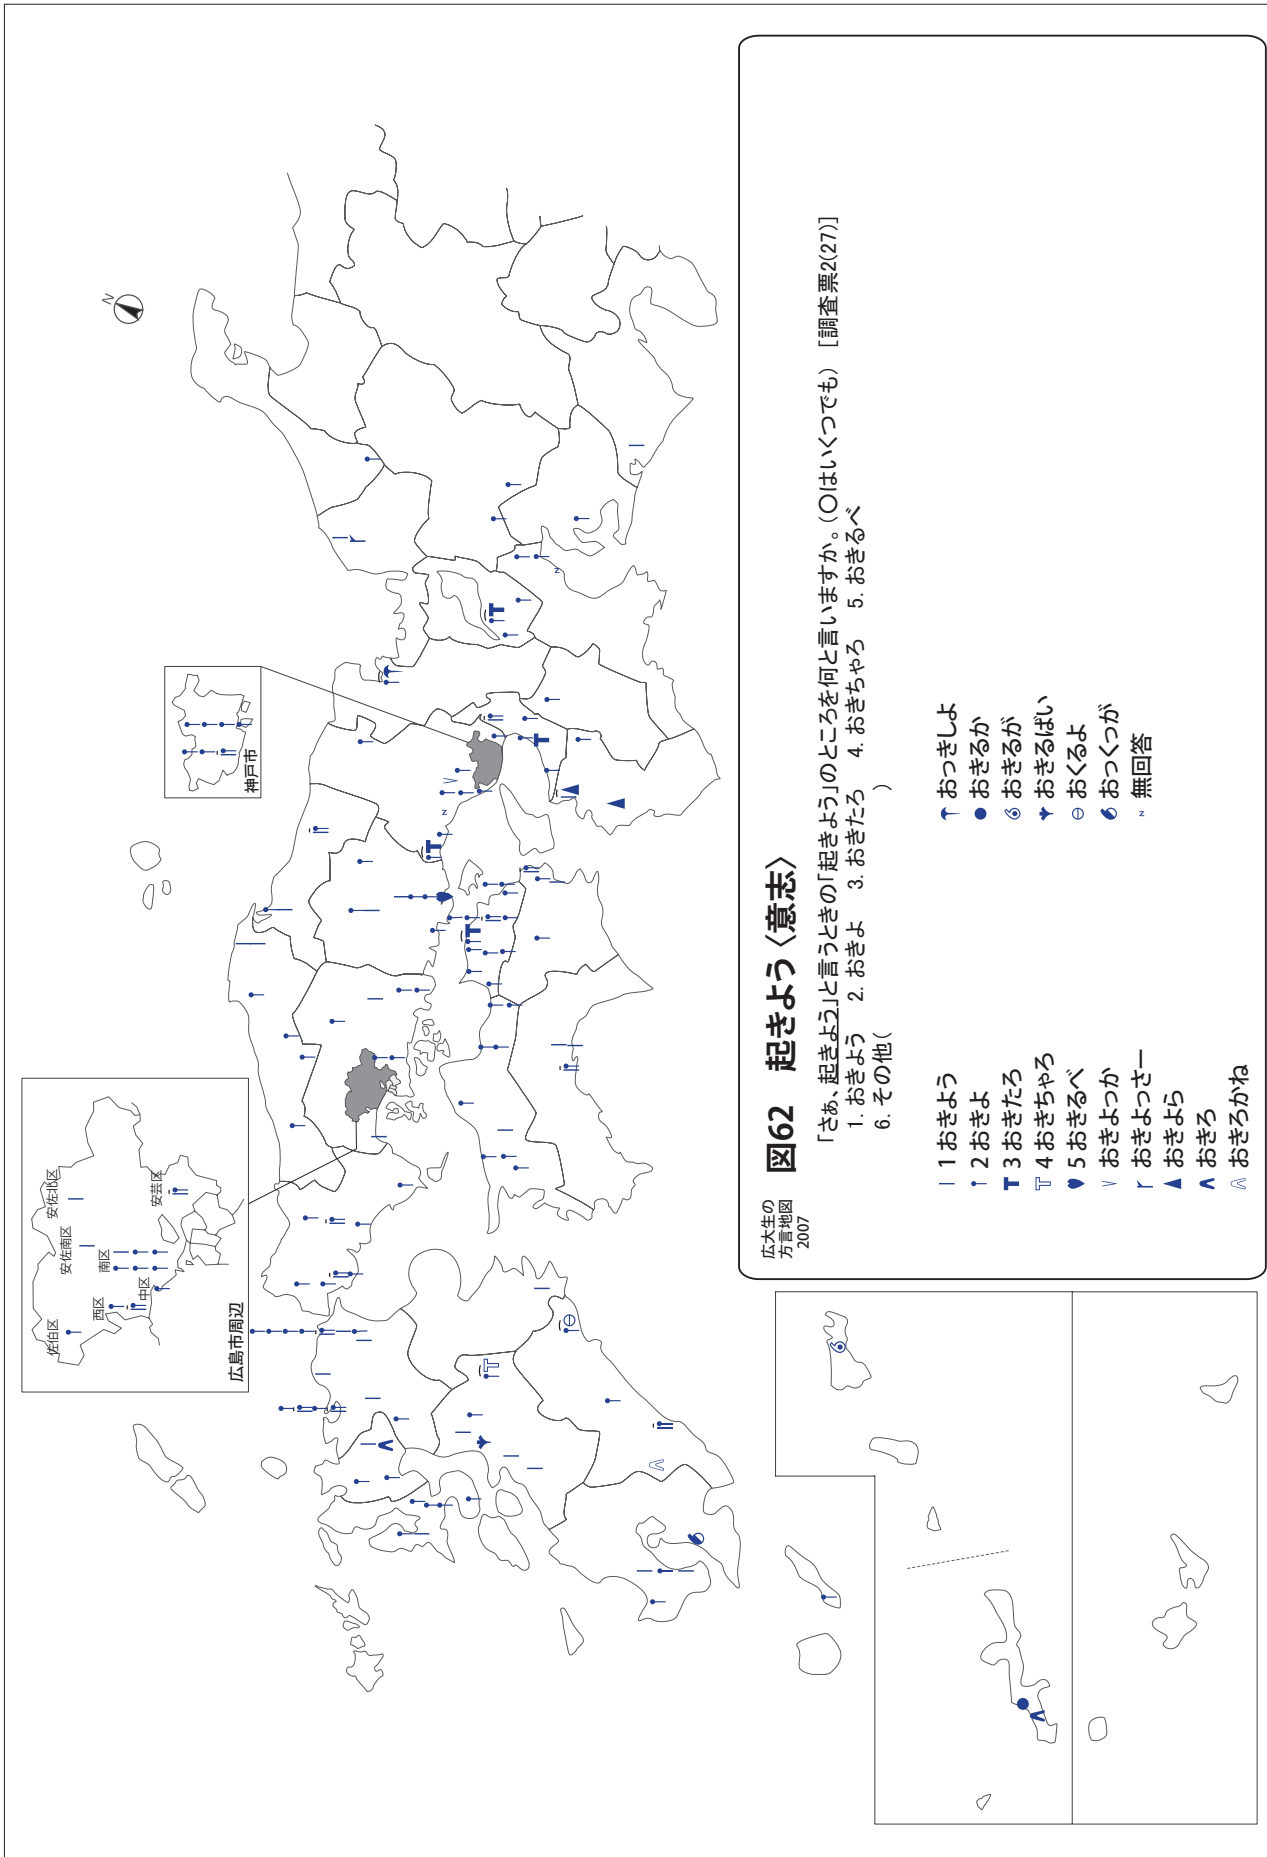 広大生の
方言地図
2007
図62 起きよう〈意志〉
「さぁ、起きよう」と言うときの「起きよう」のところを何と言いますか。(○はいくつでも) [調査票2(27)]
1. おきよう 2. おきよ 3. おきたろ 4. おきちゃろ 5. おきるべ
6. その他( )
1 おきよう
2 おきよ
3 おきたろ
4 おきちゃろ
5 おきるべ
おきよっか
おきよっさー
おきよら
おきろ
おきろかね
おっきしよ
おきるか
おきるが
おきるばい
おくるよ
おっくっが
N 無回答
広島市周辺
佐伯区
西区
中区
安佐南区
南区
安佐北区
安芸区
神戸市
N
N
N